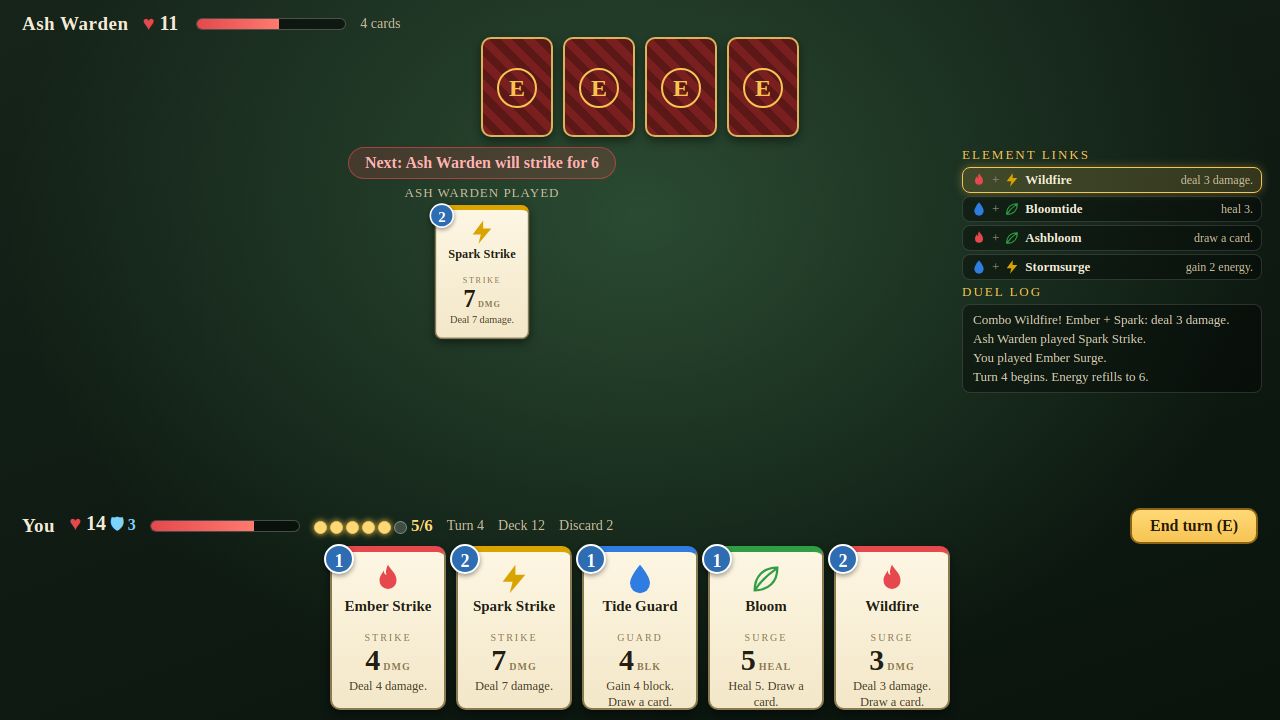 Ash Warden 11 4 cards
E E E E
Next: Ash Warden will strike for 6
ASH WARDEN PLAYED
2
Spark Strike
STRIKE
7 DMG
Deal 7 damage.
ELEMENT LINKS
+ Wildfire deal 3 damage.
+ Bloomtide heal 3.
+ Ashbloom draw a card.
+ Stormsurge gain 2 energy.
DUEL LOG
Combo Wildfire! Ember + Spark: deal 3 damage.
Ash Warden played Spark Strike.
You played Ember Surge.
Turn 4 begins. Energy refills to 6.
You 14 3 5/6 Turn 4 Deck 12 Discard 2
End turn (E)
1
Ember Strike
STRIKE
4 DMG
Deal 4 damage.
2
Spark Strike
STRIKE
7 DMG
Deal 7 damage.
1
Tide Guard
GUARD
4 BLK
Gain 4 block.
Draw a card.
1
Bloom
SURGE
5 HEAL
Heal 5. Draw a
card.
2
Wildfire
SURGE
3 DMG
Deal 3 damage.
Draw a card.